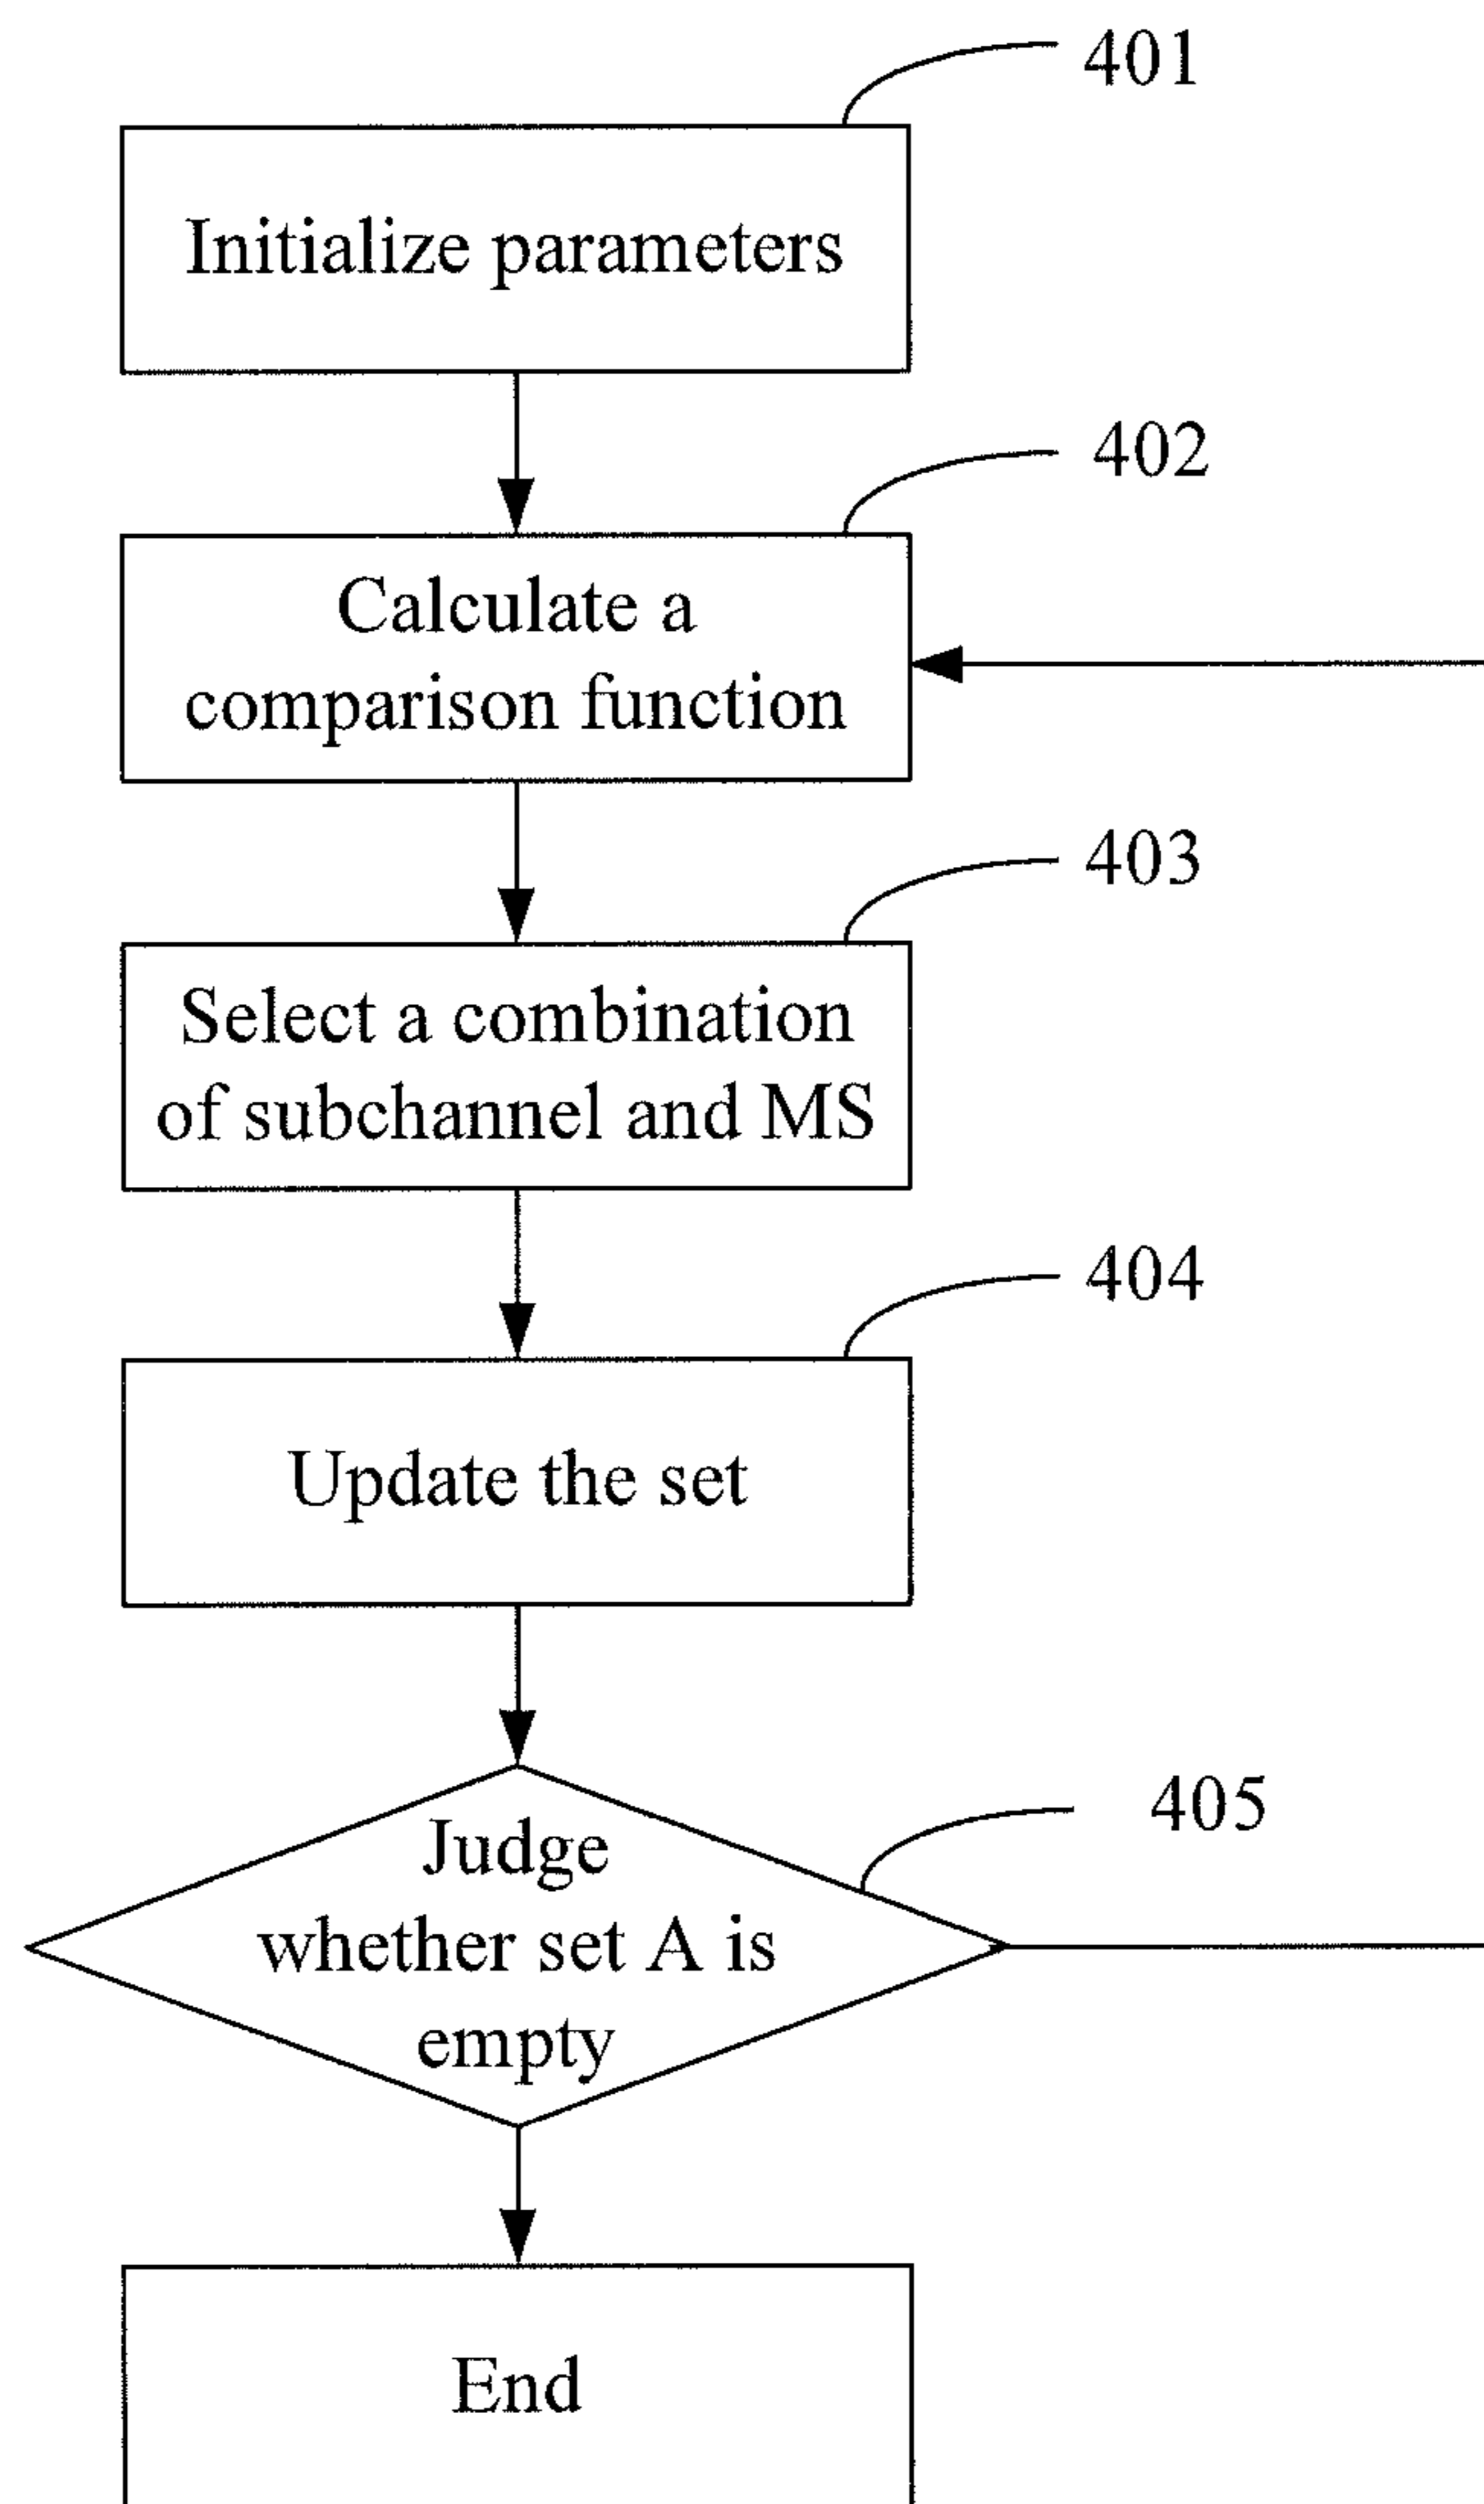 401
Initialize parameters
402
Calculate a
comparison function
403
Select a combination
of subchannel and MS
404
Update the set
405
Judge
whether set A is
empty
End